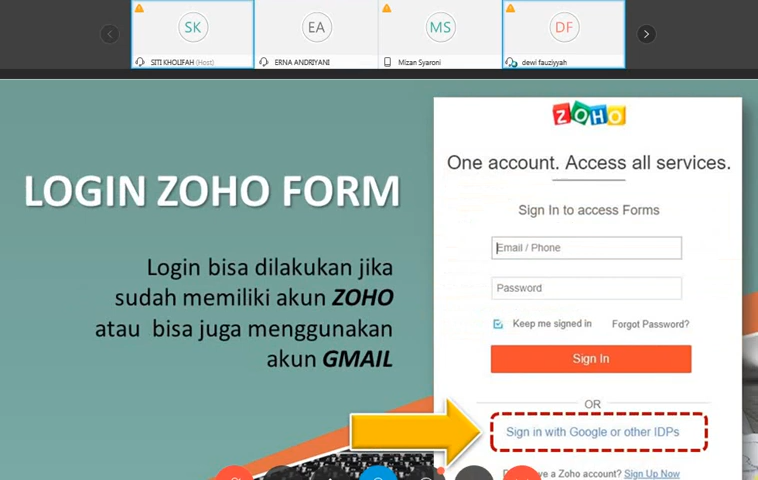 SK
SITI KHOLIFAH (Host)
EA
ERNA ANDRIYANI
MS
Mizan Syaroni
DF
dewi fauziyyah
ZOHO
One account. Access all services.
Sign In to access Forms
Email / Phone
Password
Keep me signed in Forgot Password?
Sign In
OR
Sign in with Google or other IDPs
a Zoho account? Sign Up Now
LOGIN ZOHO FORM
Login bisa dilakukan jika
sudah memiliki akun ZOHO
atau bisa juga menggunakan
akun GMAIL